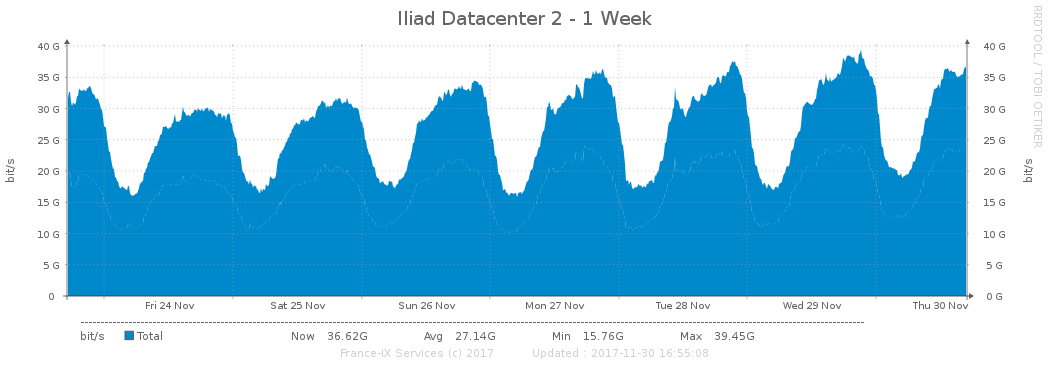 Iliad Datacenter 2 - 1 Week
RRDTOOL / TOBI OETIKER
40 G 40 G
35 G 35 G
30 G 30 G
25 G 25 G
20 G 20 G
15 G 15 G
10 G 10 G
5 G 5 G
0 0 G
bit/s bit/s
Fri 24 Nov Sat 25 Nov Sun 26 Nov Mon 27 Nov Tue 28 Nov Wed 29 Nov Thu 30 Nov
bit/s Total Now 36.62G Avg 27.14G Min 15.76G Max 39.45G
France-IX Services (c) 2017 Updated : 2017-11-30 16:55:08